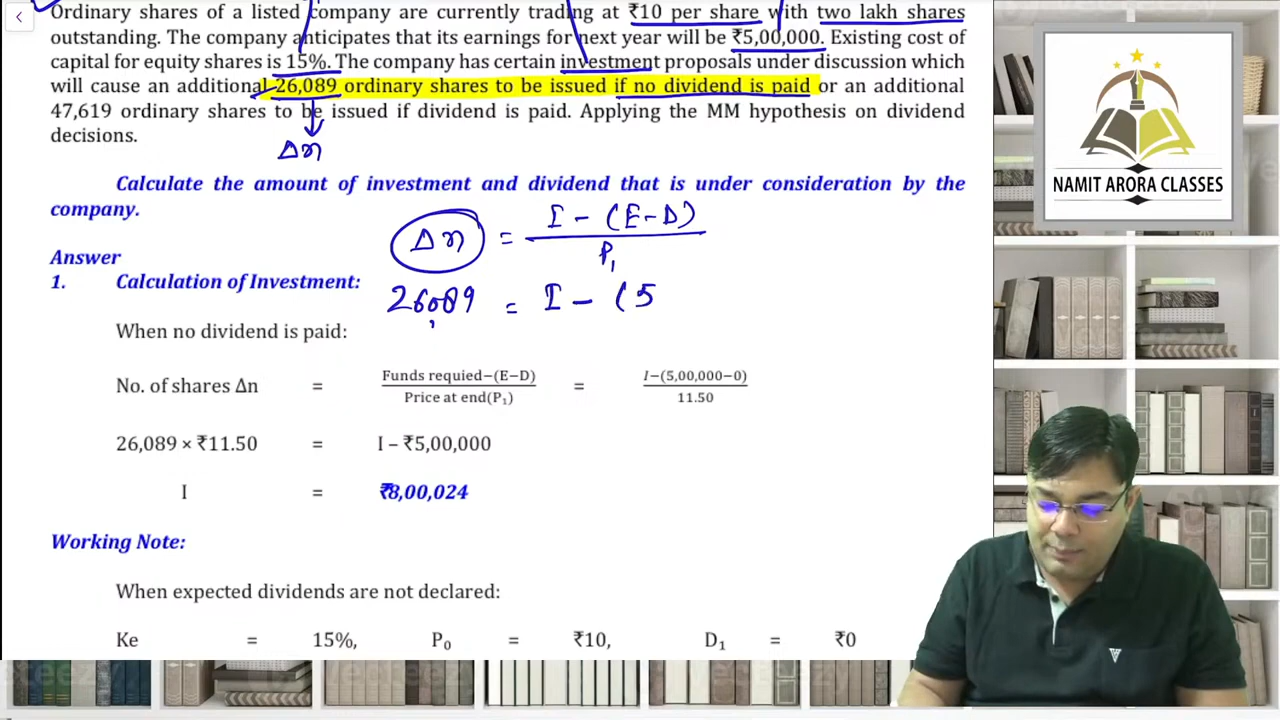 Ordinary shares of a listed company are currently trading at ₹10 per share with two lakh shares
outstanding. The company anticipates that its earnings for next year will be ₹5,00,000. Existing cost of
capital for equity shares is 15%. The company has certain investment proposals under discussion which
will cause an additional 26,089 ordinary shares to be issued if no dividend is paid or an additional
47,619 ordinary shares to be issued if dividend is paid. Applying the MM hypothesis on dividend
decisions.
Δn
Calculate the amount of investment and dividend that is under consideration by the
company.
NAMIT ARORA CLASSES
Δn = I - (E-D)
P1
Answer
1. Calculation of Investment:
26089 = I - (5
When no dividend is paid:
No. of shares Δn = Funds requied−(E−D) = I−(5,00,000−0)
Price at end(P₁) 11.50
26,089 × ₹11.50 = I – ₹5,00,000
I = ₹8,00,024
Working Note:
When expected dividends are not declared:
Ke = 15%, P₀ = ₹10, D₁ = ₹0